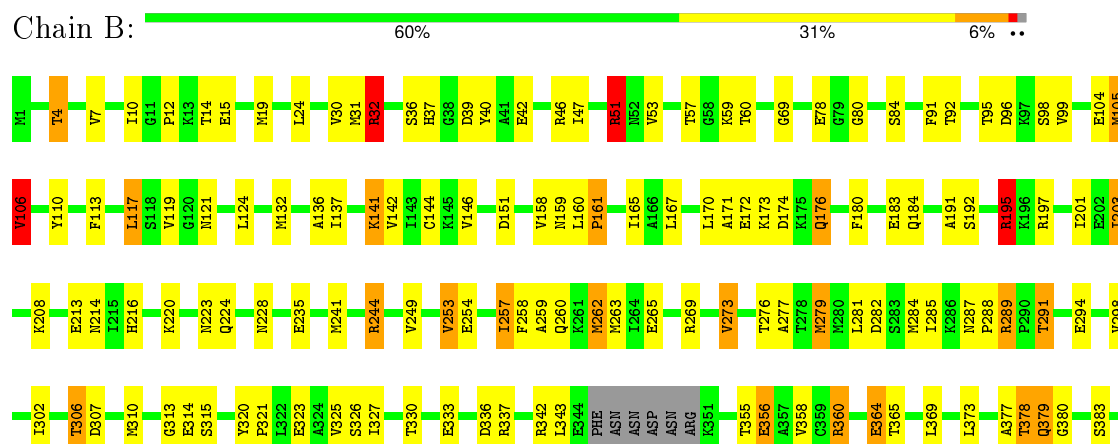 Chain B:
60% 31% 6% ••
M1 T4 V7 I10 G11 P12 K13 T14 E15 M19 L24 V30 M31 R32 S36 H37 G38 D39 Y40 A41 E42 R46 I47 R51 N52 V53 T57 G58 K59 T60 G69 E78 G79 G80 S84 F91 T92 T95 D96 K97 S98 V99 E104 M105
V106 Y110 F113 L117 S118 V119 G120 N121 L124 M132 A136 I137 K141 V142 I143 C144 K145 V146 D151 V158 N159 L160 P161 I165 A166 L167 L170 A171 E172 K173 D174 K175 Q176 F180 E183 Q184 A191 S192 R195 K196 R197 I201 E202
K208 E213 N214 I215 H216 K220 N223 Q224 N228 E235 M241 R244 V249 V253 E254 I257 F258 A259 Q260 K261 M262 M263 I264 E265 R269 V273 T276 A277 T278 M279 M280 L281 D282 S283 M284 I285 K286 N287 P288 R289 P290 T291 E294
I302 T306 D307 M310 G313 E314 S315 Y320 P321 L322 E323 A324 V325 S326 I327 T330 E333 D336 R337 R342 L343 E344 PHE ASN ASN ASP ASN ARG K351 T355 E356 A357 V358 C359 R360 E364 T365 L369 L373 A377 T378 Q379 G380 S383